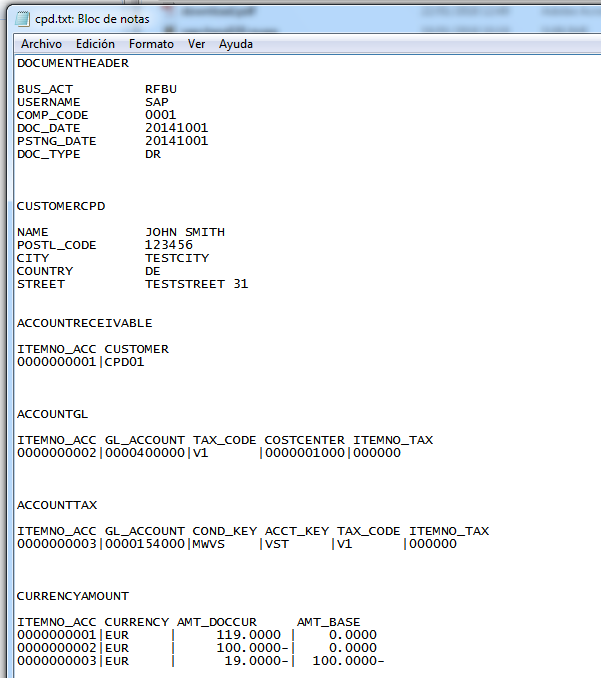 cpd.txt: Bloc de notas
Archivo Edición Formato Ver Ayuda
DOCUMENTHEADER
BUS_ACT RFBU
USERNAME SAP
COMP_CODE 0001
DOC_DATE 20141001
PSTNG_DATE 20141001
DOC_TYPE DR
CUSTOMERCPD
NAME JOHN SMITH
POSTL_CODE 123456
CITY TESTCITY
COUNTRY DE
STREET TESTSTREET 31
ACCOUNTRECEIVABLE
ITEMNO_ACC CUSTOMER
0000000001|CPD01
ACCOUNTGL
ITEMNO_ACC GL_ACCOUNT TAX_CODE COSTCENTER ITEMNO_TAX
0000000002|0000400000|V1 |0000001000|000000
ACCOUNTTAX
ITEMNO_ACC GL_ACCOUNT COND_KEY ACCT_KEY TAX_CODE ITEMNO_TAX
0000000003|0000154000|MWVS |VST |V1 |000000
CURRENCYAMOUNT
ITEMNO_ACC CURRENCY AMT_DOCCUR AMT_BASE
0000000001|EUR | 119.0000 | 0.0000
0000000002|EUR | 100.0000-| 0.0000
0000000003|EUR | 19.0000-| 100.0000-